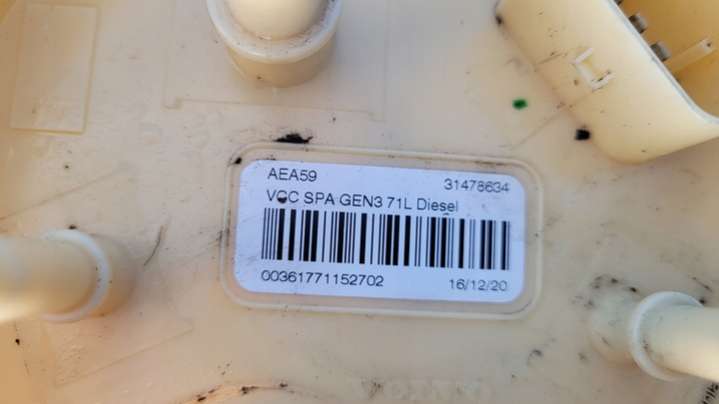 AEA59 31478634
VCC SPA GEN3 71L Diesel
00361771152702 16/12/20